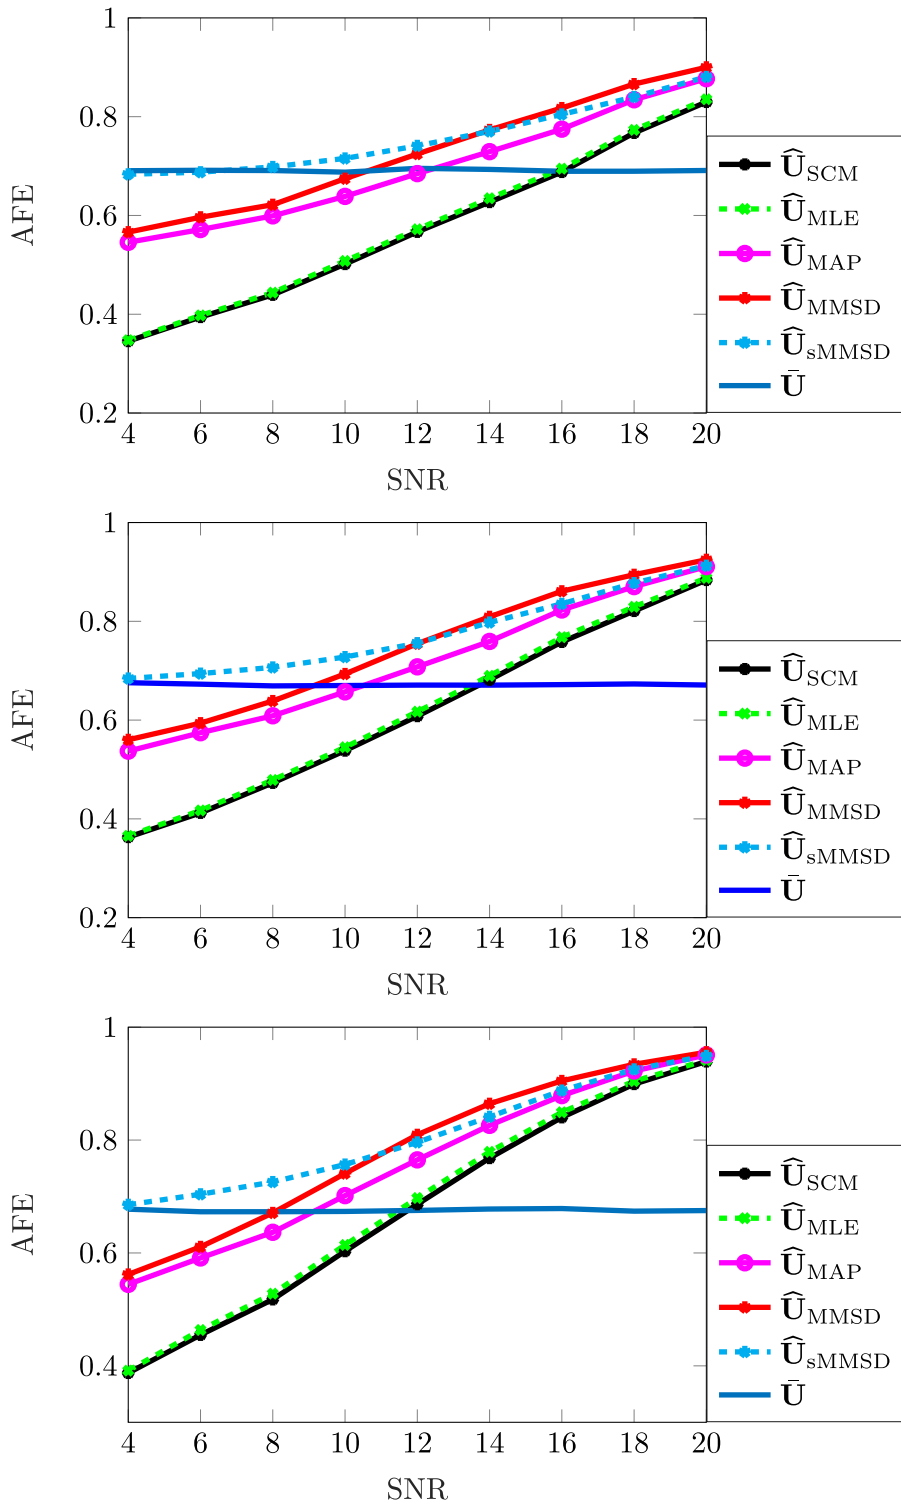 1
0.8
0.6
0.4
0.2
AFE
4 6 8 10 12 14 16 18 20
SNR
Û_SCM
Û_MLE
Û_MAP
Û_MMSD
Û_sMMSD
Ū
1
0.8
0.6
0.4
0.2
AFE
4 6 8 10 12 14 16 18 20
SNR
Û_SCM
Û_MLE
Û_MAP
Û_MMSD
Û_sMMSD
Ū
1
0.8
0.6
0.4
AFE
4 6 8 10 12 14 16 18 20
SNR
Û_SCM
Û_MLE
Û_MAP
Û_MMSD
Û_sMMSD
Ū